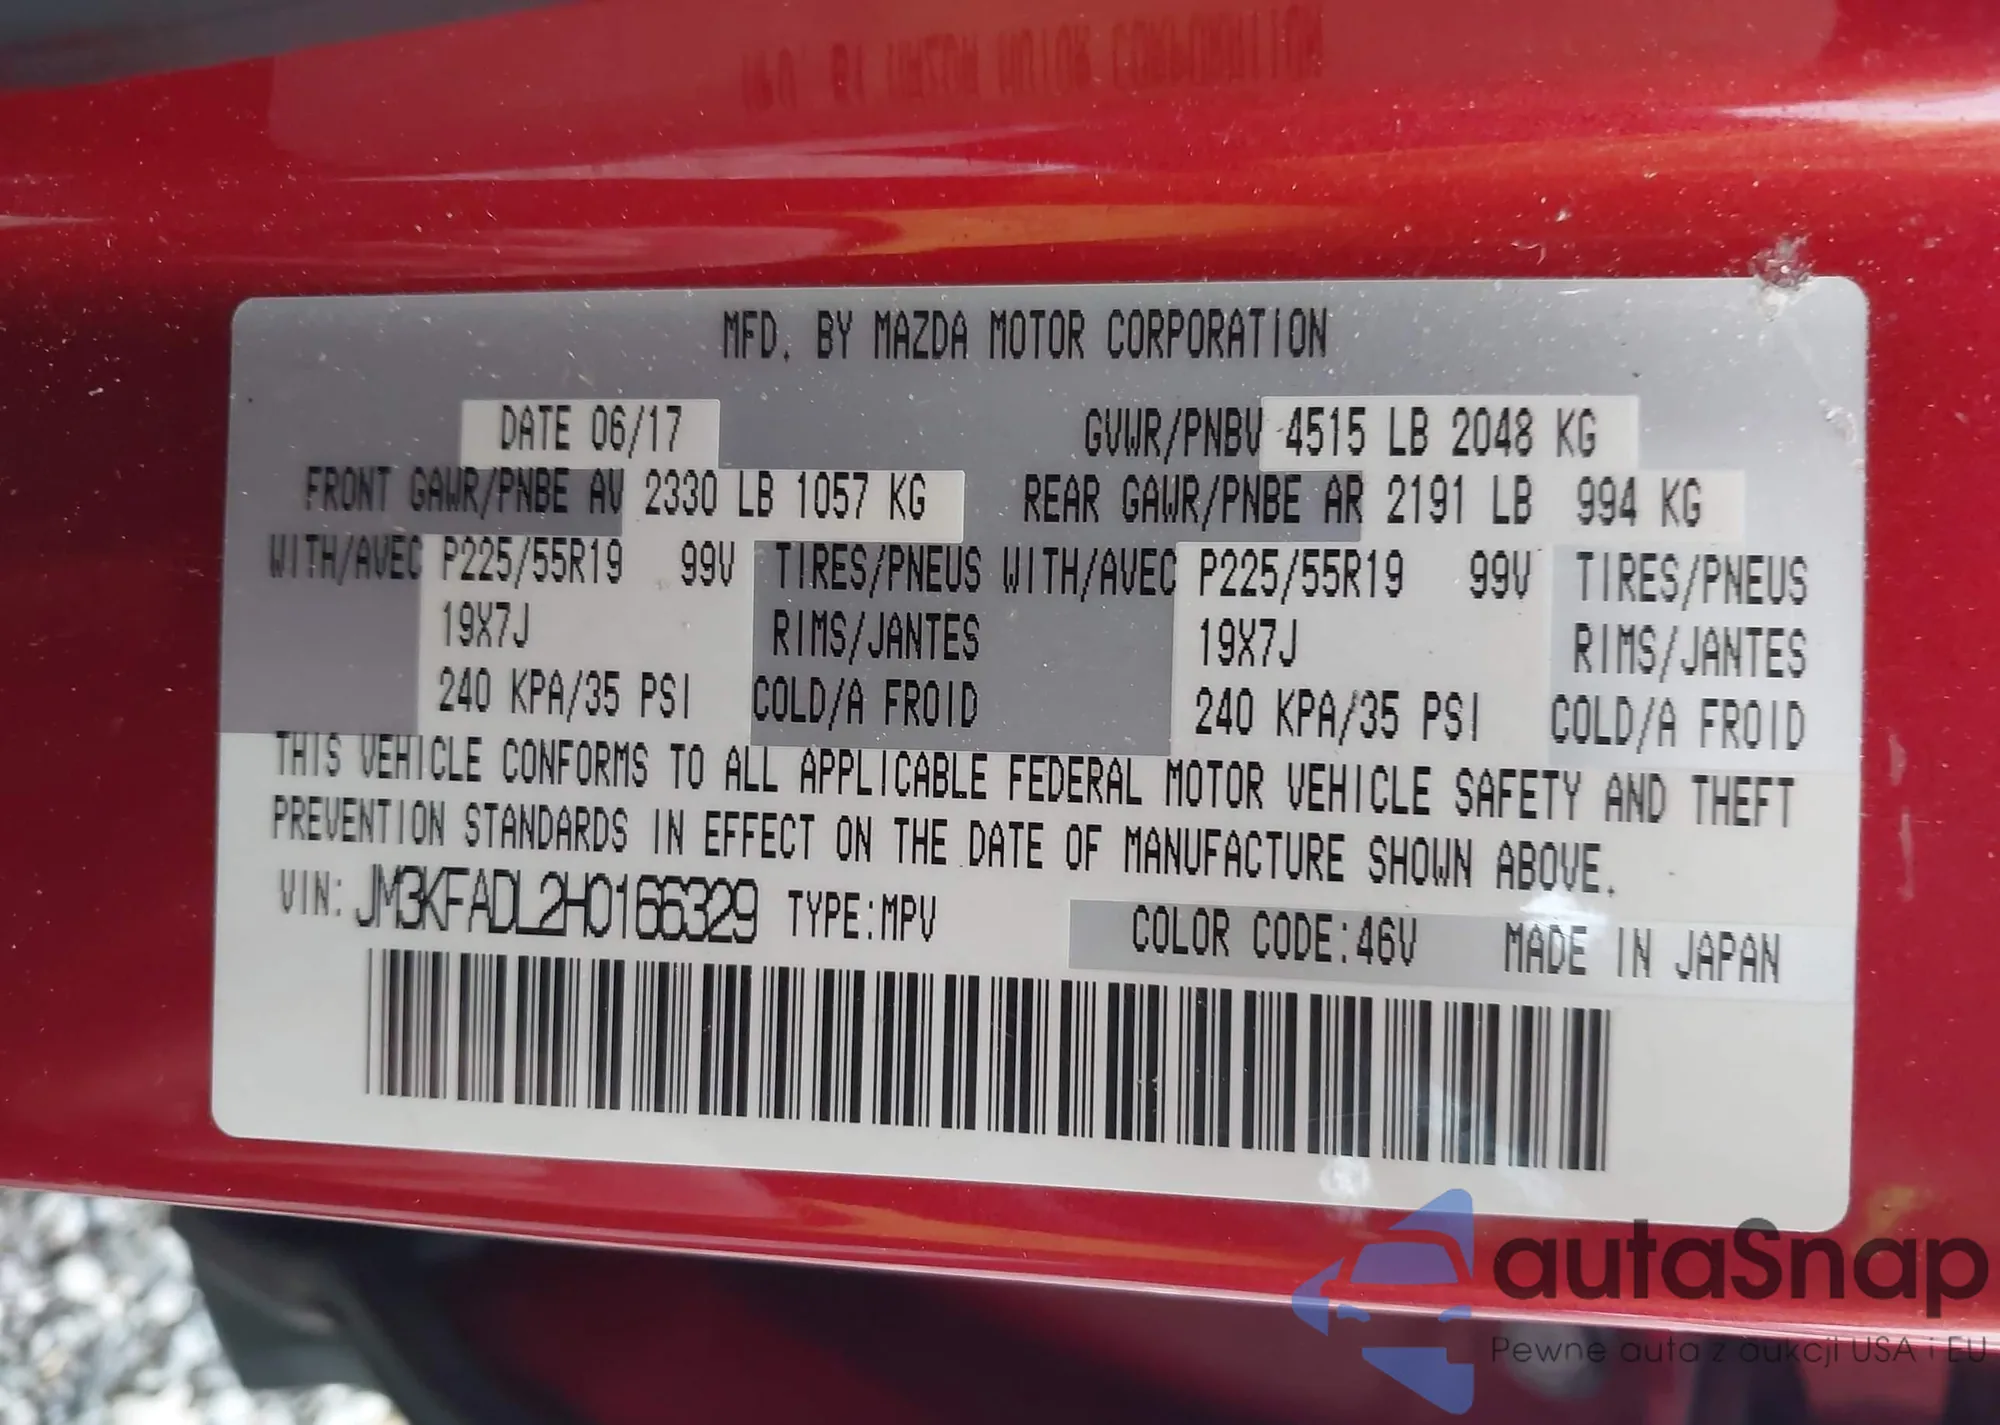 MFD. BY MAZDA MOTOR CORPORATION
DATE 06/17 GVWR/PNBV 4515 LB 2048 KG
FRONT GAWR/PNBE AV 2330 LB 1057 KG REAR GAWR/PNBE AR 2191 LB 994 KG
WITH/AVEC P225/55R19 99V TIRES/PNEUS WITH/AVEC P225/55R19 99V TIRES/PNEUS
19X7J RIMS/JANTES 19X7J RIMS/JANTES
240 KPA/35 PSI COLD/A FROID 240 KPA/35 PSI COLD/A FROID
THIS VEHICLE CONFORMS TO ALL APPLICABLE FEDERAL MOTOR VEHICLE SAFETY AND THEFT
PREVENTION STANDARDS IN EFFECT ON THE DATE OF MANUFACTURE SHOWN ABOVE.
VIN: JM3KFADL2H0166329 TYPE:MPV COLOR CODE:46V MADE IN JAPAN
autaSnap
Pewne auta z aukcji USA i EU